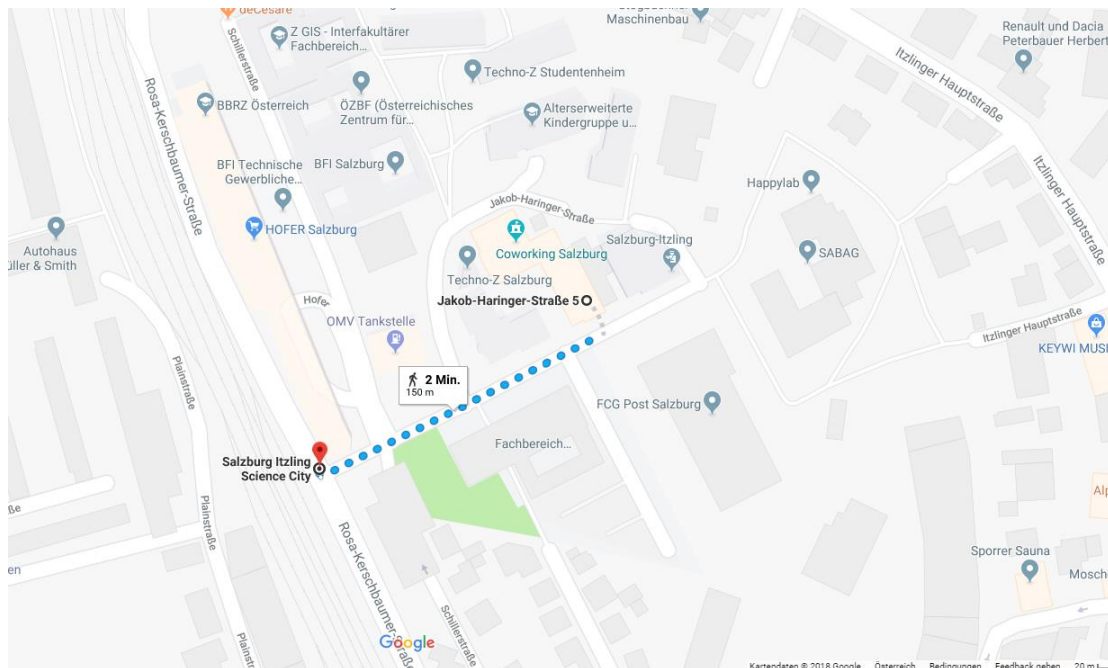 deCesare
Z GIS - Interfakultärer
Fachbereich...
Schillerstraße
Maschinenbau
Renault und Dacia
Peterbauer Herbert
Itzlinger Hauptstraße
Techno-Z Studentenheim
Rosa-Kerschbaumer-Straße
BBRZ Österreich
ÖZBF (Österreichisches
Zentrum für...
Alterserweiterte
Kindergruppe u...
BFI Technische
Gewerbliche...
BFI Salzburg
Happylab
Itzlinger Hauptstraße
Jakob-Haringer-Straße
HOFER Salzburg
Autohaus
üller & Smith
Coworking Salzburg
Salzburg-Itzling
SABAG
Techno-Z Salzburg
Jakob-Haringer-Straße 5
Hofer
OMV Tankstelle
Itzlinger Hauptstraße
KEYWI MUS
Plainstraße
2 Min.
150 m
FCG Post Salzburg
Fachbereich...
Salzburg Itzling
Science City
Plainstraße
Rosa-Kerschbaumer-Straße
Schillerstraße
Sporrer Sauna
Plainstraße
Google
Kartendaten © 2018 Google Österreich Bedingungen Feedback geben 20 m